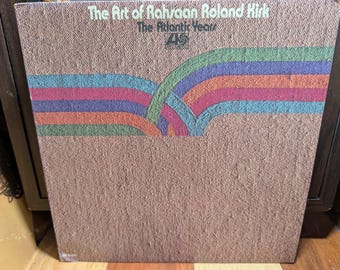 The Art of Rahsaan Roland Kirk
The Atlantic Years